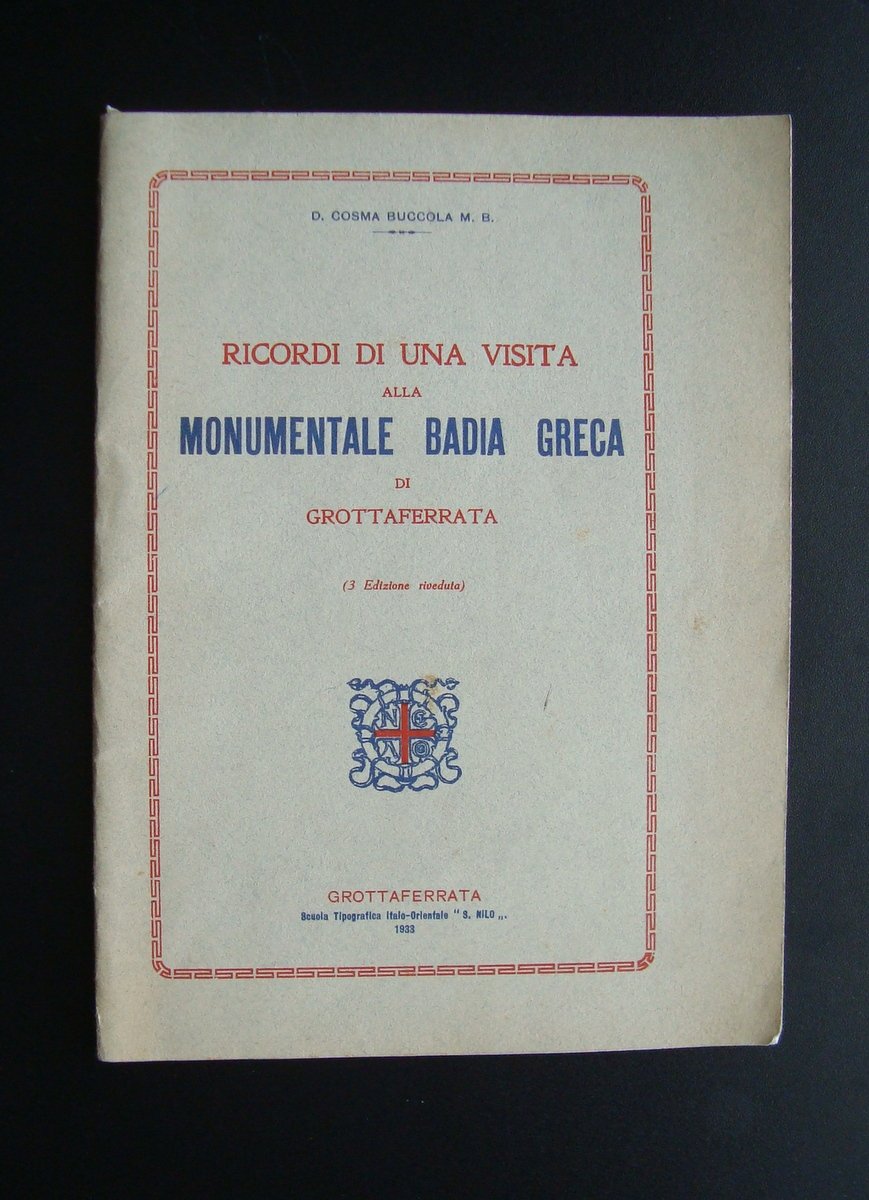 D. COSMA BUCCOLA M. B.
RICORDI DI UNA VISITA
ALLA
MONUMENTALE BADIA GRECA
DI
GROTTAFERRATA
(3 Edizione riveduta)
GROTTAFERRATA
Scuola Tipografica Italo-Orientale " S. NILO „.
1933